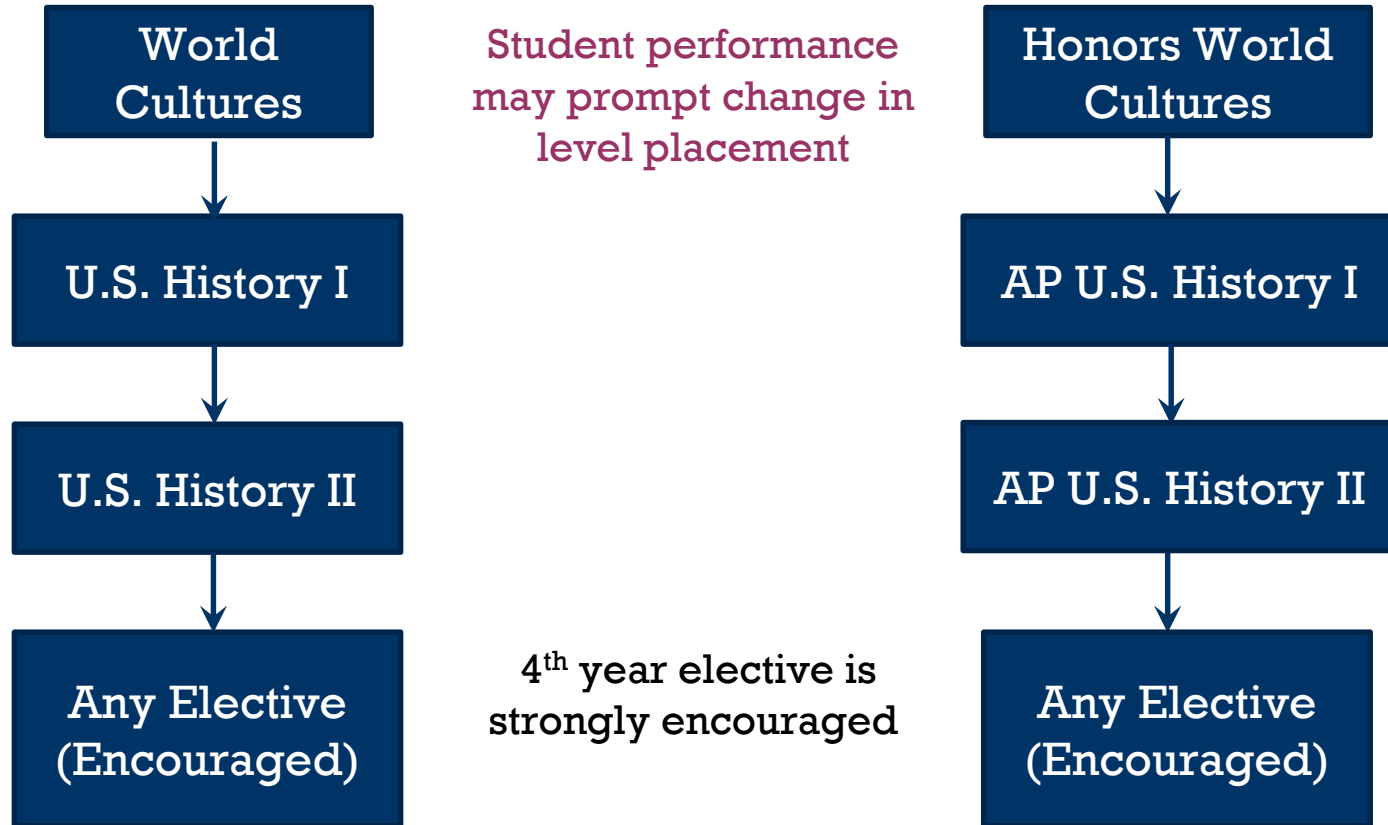 World
Cultures
Student performance
may prompt change in
level placement
Honors World
Cultures
U.S. History I
AP U.S. History I
U.S. History II
AP U.S. History II
Any Elective
(Encouraged)
4th year elective is
strongly encouraged
Any Elective
(Encouraged)